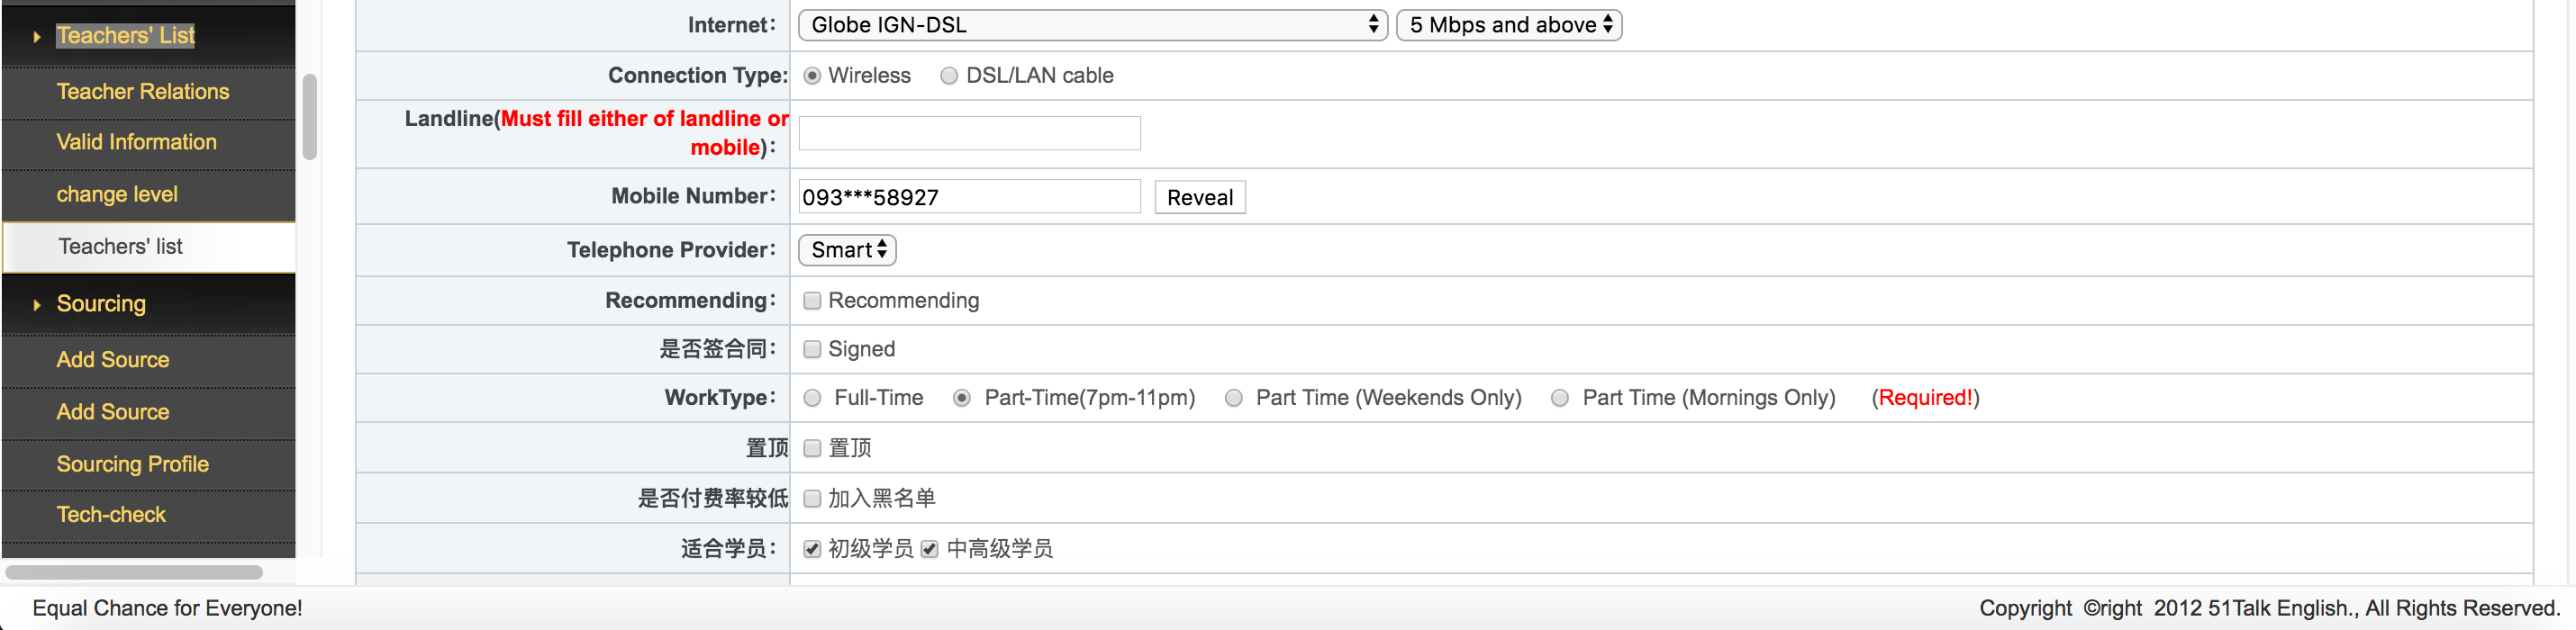 Teachers' List
Teacher Relations
Valid Information
change level
Teachers' list
Sourcing
Add Source
Add Source
Sourcing Profile
Tech-check
Internet： Globe IGN-DSL 5 Mbps and above
Connection Type: Wireless DSL/LAN cable
Landline(Must fill either of landline or
mobile)：
Mobile Number： 093***58927 Reveal
Telephone Provider： Smart
Recommending： Recommending
是否签合同： Signed
WorkType： Full-Time Part-Time(7pm-11pm) Part Time (Weekends Only) Part Time (Mornings Only) (Required!)
置顶 置顶
是否付费率较低 加入黑名单
适合学员： 初级学员 中高级学员
Equal Chance for Everyone!
Copyright ©right 2012 51Talk English., All Rights Reserved.